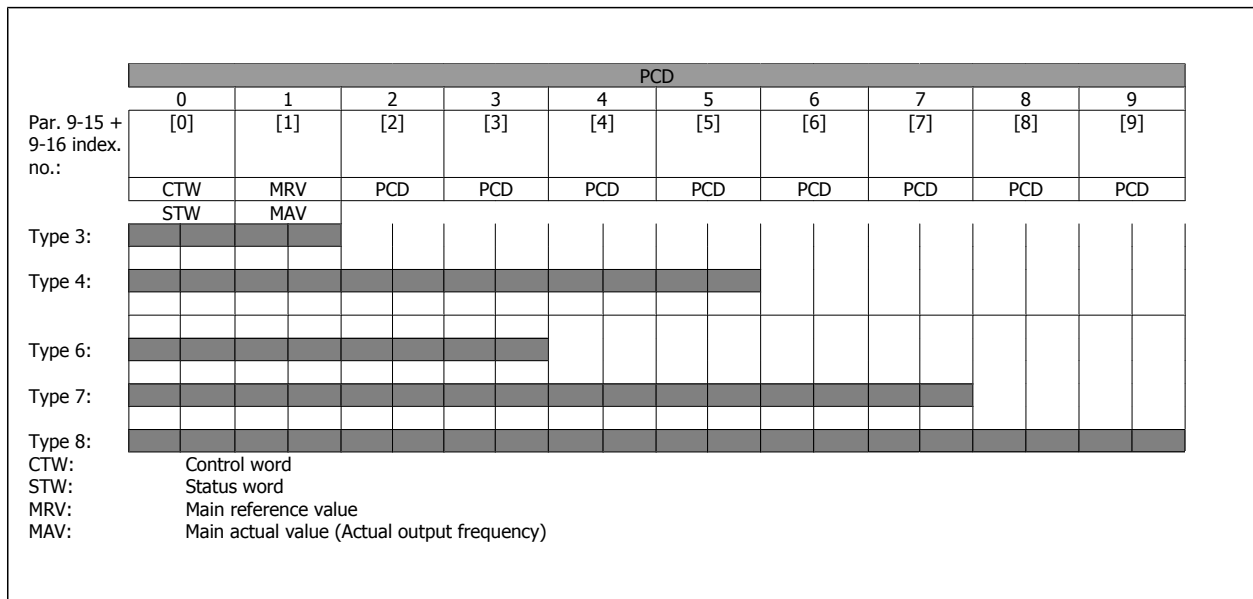 PCD
0 1 2 3 4 5 6 7 8 9
Par. 9-15 + [0] [1] [2] [3] [4] [5] [6] [7] [8] [9]
9-16 index.
no.:
CTW MRV PCD PCD PCD PCD PCD PCD PCD PCD
STW MAV
Type 3:
Type 4:
Type 6:
Type 7:
Type 8:
CTW: Control word
STW: Status word
MRV: Main reference value
MAV: Main actual value (Actual output frequency)